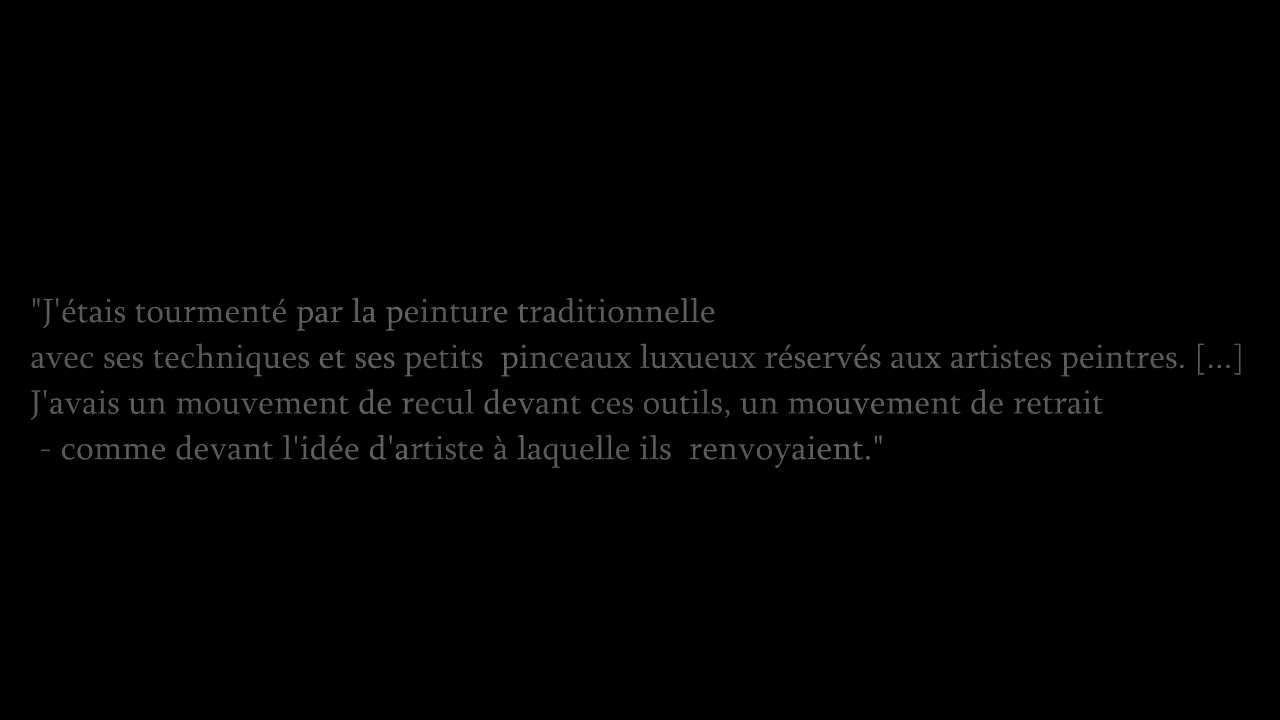 "J'étais tourmenté par la peinture traditionnelle
avec ses techniques et ses petits  pinceaux luxueux réservés aux artistes peintres. [...]
J'avais un mouvement de recul devant ces outils, un mouvement de retrait
- comme devant l'idée d'artiste à laquelle ils  renvoyaient."